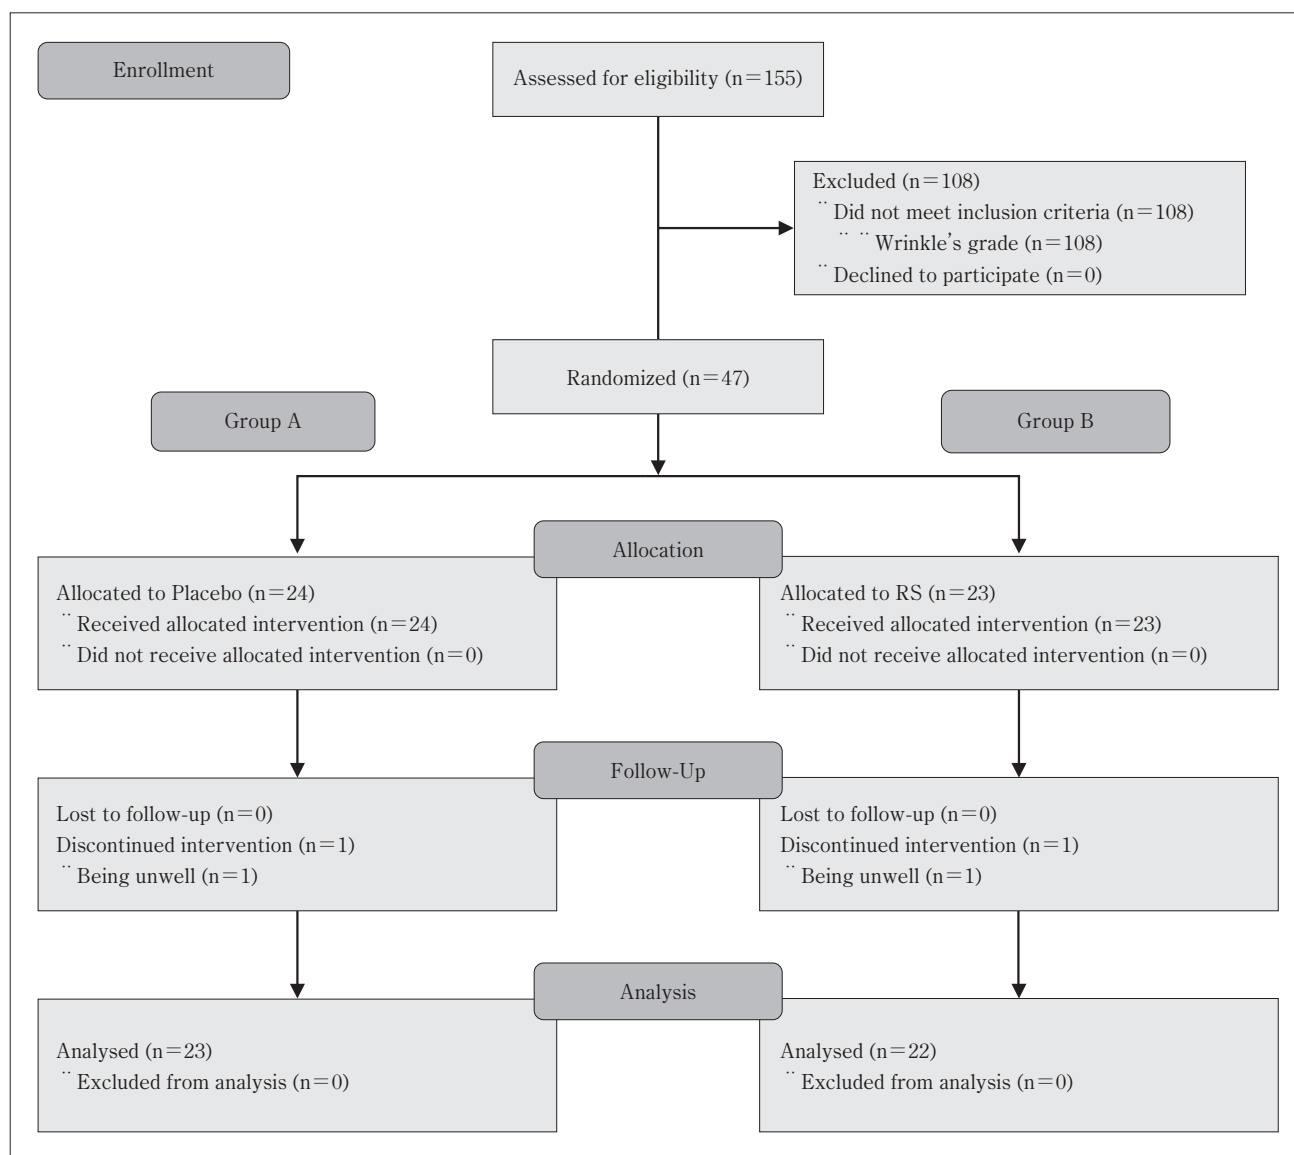 Enrollment
Assessed for eligibility (n=155)
Excluded (n=108)
¨ Did not meet inclusion criteria (n=108)
¨ ¨ Wrinkle's grade (n=108)
¨ Declined to participate (n=0)
Randomized (n=47)
Group A
Group B
Allocation
Allocated to Placebo (n=24)
¨ Received allocated intervention (n=24)
¨ Did not receive allocated intervention (n=0)
Allocated to RS (n=23)
¨ Received allocated intervention (n=23)
¨ Did not receive allocated intervention (n=0)
Follow-Up
Lost to follow-up (n=0)
Discontinued intervention (n=1)
¨ Being unwell (n=1)
Lost to follow-up (n=0)
Discontinued intervention (n=1)
¨ Being unwell (n=1)
Analysis
Analysed (n=23)
¨ Excluded from analysis (n=0)
Analysed (n=22)
¨ Excluded from analysis (n=0)